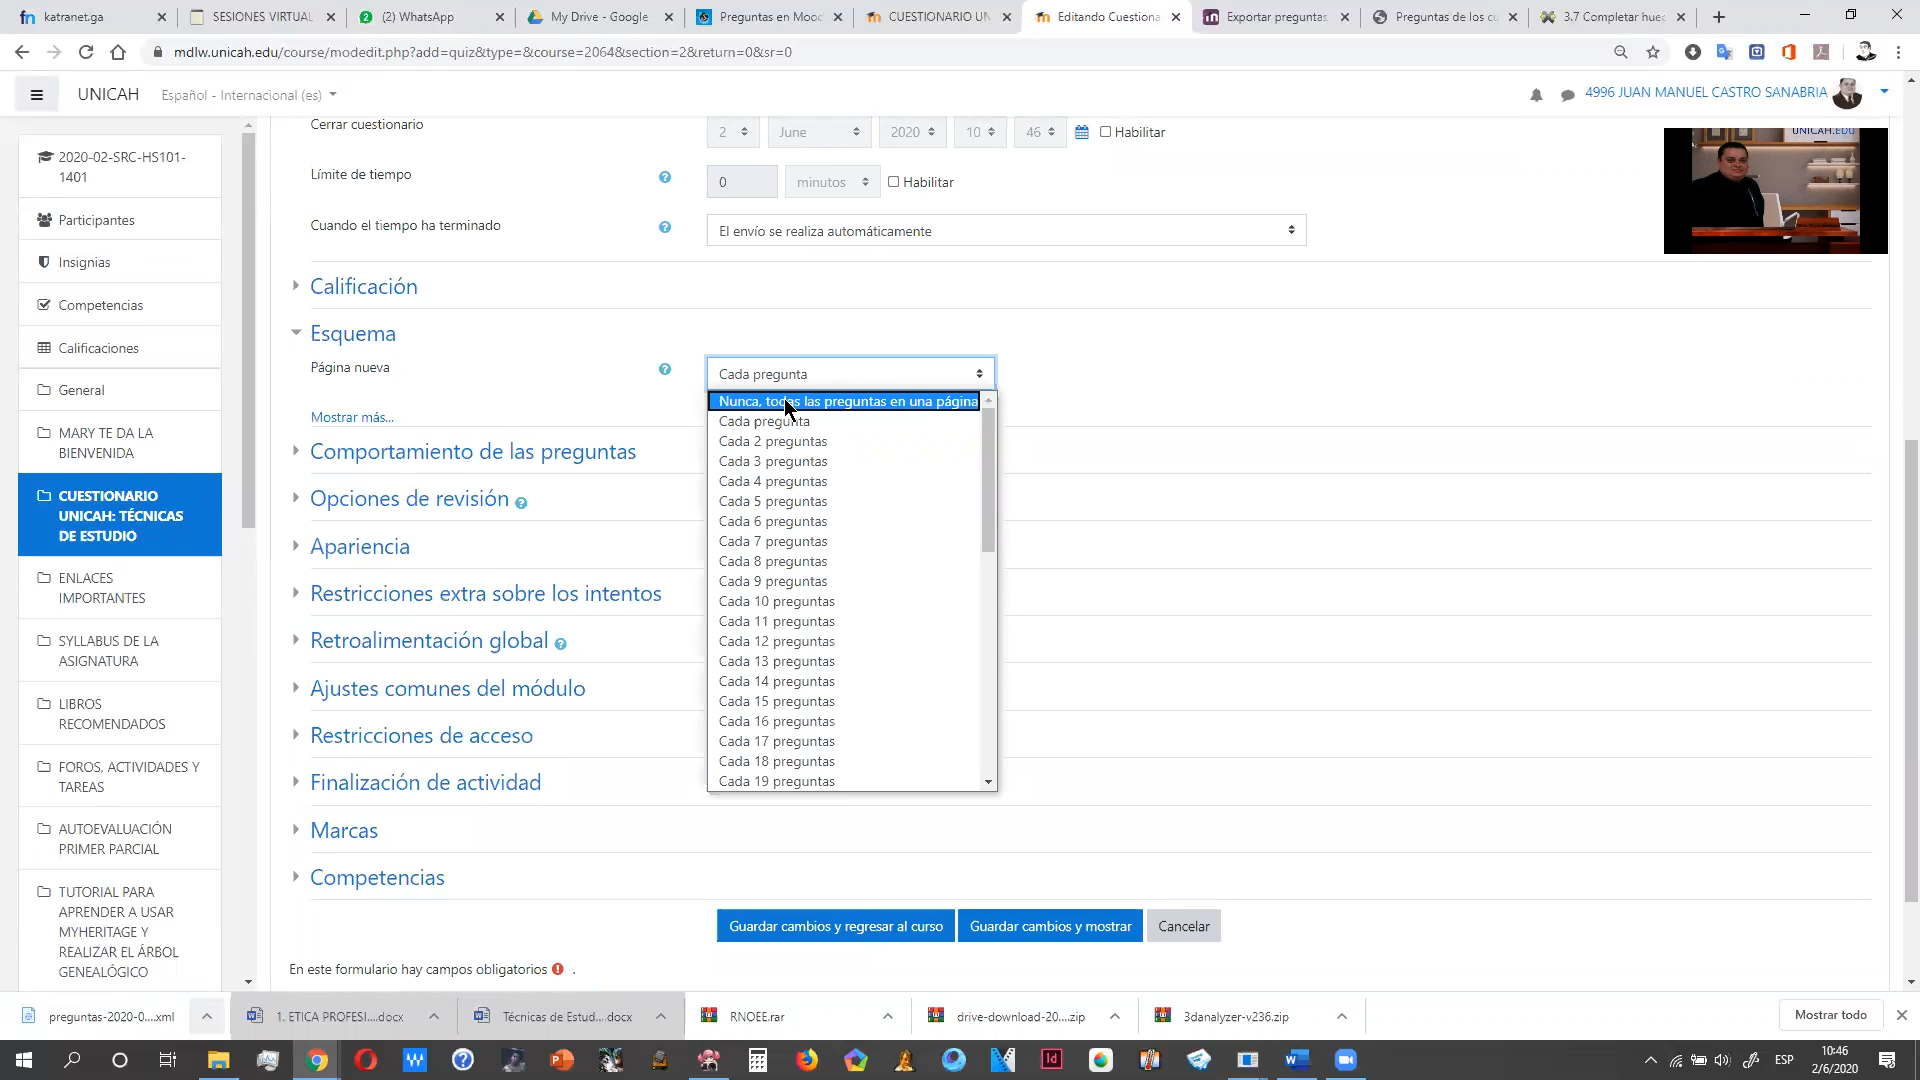 katranet.ga
SESIONES VIRTUAL
(2) WhatsApp
My Drive - Google
Preguntas en Mood
CUESTIONARIO UN
Editando Cuestiona
Exportar preguntas
Preguntas de los cu
3.7 Completar huec
mdlw.unicah.edu/course/modedit.php?add=quiz&type=&course=2064&section=2&return=0&sr=0
UNICAH
Español - Internacional (es)
4996 JUAN MANUEL CASTRO SANABRIA
2020-02-SRC-HS101-
1401
Participantes
Insignias
Competencias
Calificaciones
General
MARY TE DA LA
BIENVENIDA
CUESTIONARIO
UNICAH: TÉCNICAS
DE ESTUDIO
ENLACES
IMPORTANTES
SYLLABUS DE LA
ASIGNATURA
LIBROS
RECOMENDADOS
FOROS, ACTIVIDADES Y
TAREAS
AUTOEVALUACIÓN
PRIMER PARCIAL
TUTORIAL PARA
APRENDER A USAR
MYHERITAGE Y
REALIZAR EL ÁRBOL
GENEALÓGICO
Cerrar cuestionario
2 June 2020 10 46 Habilitar
Límite de tiempo
0 minutos Habilitar
Cuando el tiempo ha terminado
El envío se realiza automáticamente
UNICAH.EDU
Calificación
Esquema
Página nueva
Cada pregunta
Nunca, todas las preguntas en una página
Cada pregunta
Cada 2 preguntas
Cada 3 preguntas
Cada 4 preguntas
Cada 5 preguntas
Cada 6 preguntas
Cada 7 preguntas
Cada 8 preguntas
Cada 9 preguntas
Cada 10 preguntas
Cada 11 preguntas
Cada 12 preguntas
Cada 13 preguntas
Cada 14 preguntas
Cada 15 preguntas
Cada 16 preguntas
Cada 17 preguntas
Cada 18 preguntas
Cada 19 preguntas
Mostrar más...
Comportamiento de las preguntas
Opciones de revisión
Apariencia
Restricciones extra sobre los intentos
Retroalimentación global
Ajustes comunes del módulo
Restricciones de acceso
Finalización de actividad
Marcas
Competencias
Guardar cambios y regresar al curso
Guardar cambios y mostrar
Cancelar
En este formulario hay campos obligatorios .
preguntas-2020-0....xml
1. ETICA PROFESI....docx
Técnicas de Estud....docx
RNOEE.rar
drive-download-20....zip
3danalyzer-v236.zip
Mostrar todo
ESP
10:46
2/6/2020